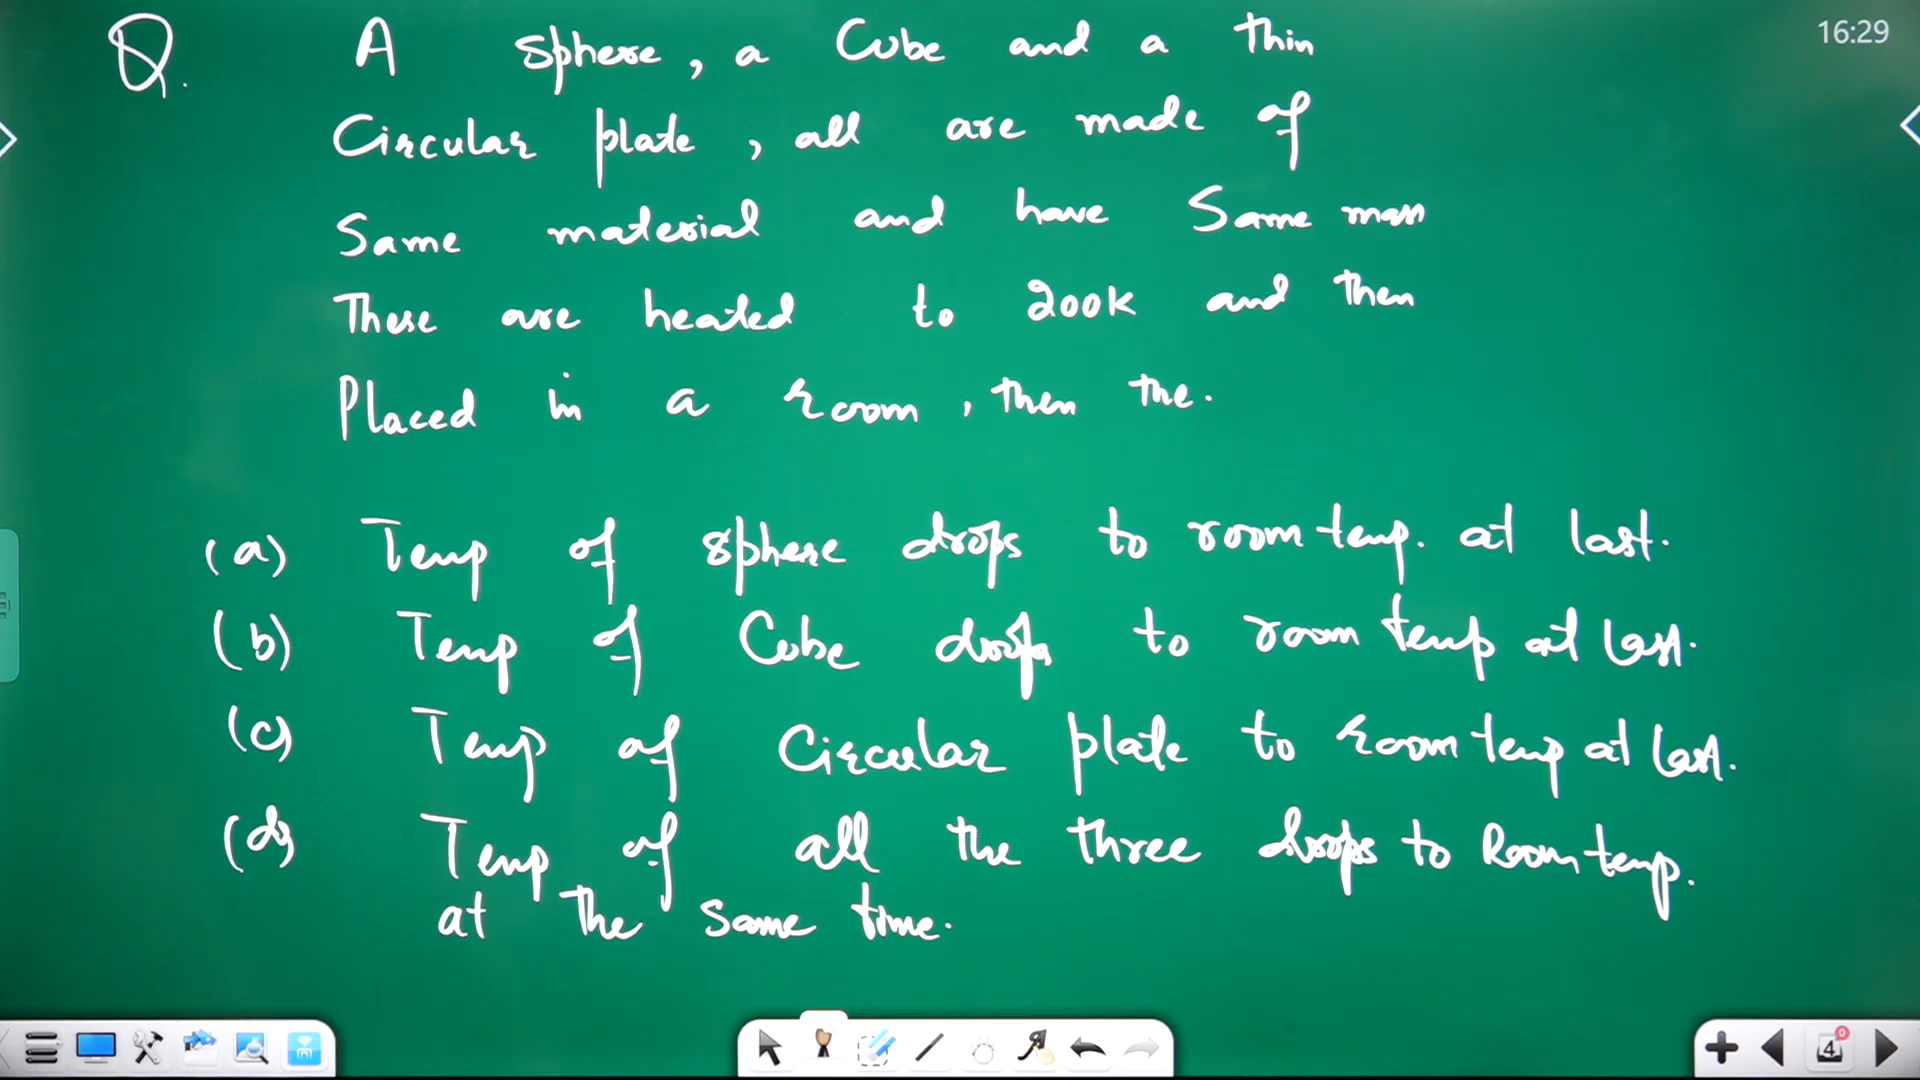 16:29
Q. A sphere, a Cube and a thin
Circular plate, all are made of
Same material and have Same mass
These are heated to 200K and then
Placed in a room, then the.
(a) Temp of sphere drops to room temp. at last.
(b) Temp of Cube drops to room temp at last.
(c) Temp of Circular plate to room temp at last.
(d) Temp of all the three drops to Room temp.
at the same time.
4
0